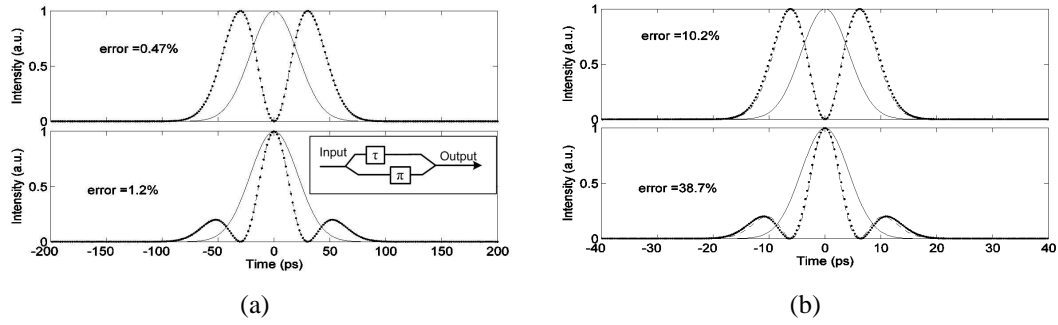 Intensity (a.u.)
1
0.5
0
error =0.47%
Intensity (a.u.)
1
0.5
0
error =1.2%
Input
τ
π
Output
-200 -150 -100 -50 0 50 100 150 200
Time (ps)
(a)
Intensity (a.u.)
1
0.5
0
error =10.2%
Intensity (a.u.)
1
0.5
0
error =38.7%
-40 -30 -20 -10 0 10 20 30 40
Time (ps)
(b)